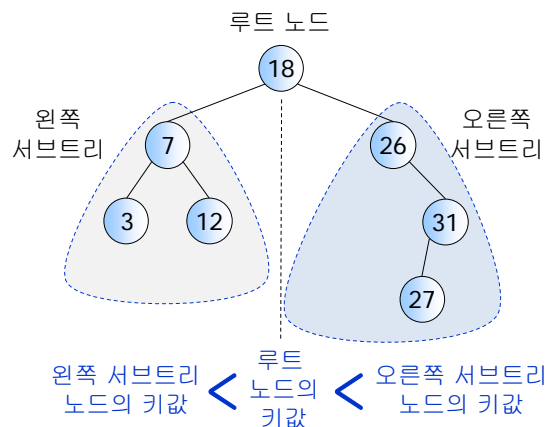 루트 노드
18
왼쪽
서브트리
오른쪽
서브트리
7
26
3
12
31
27
왼쪽 서브트리
노드의 키값
<
루트
노드의
키값
<
오른쪽 서브트리
노드의 키값